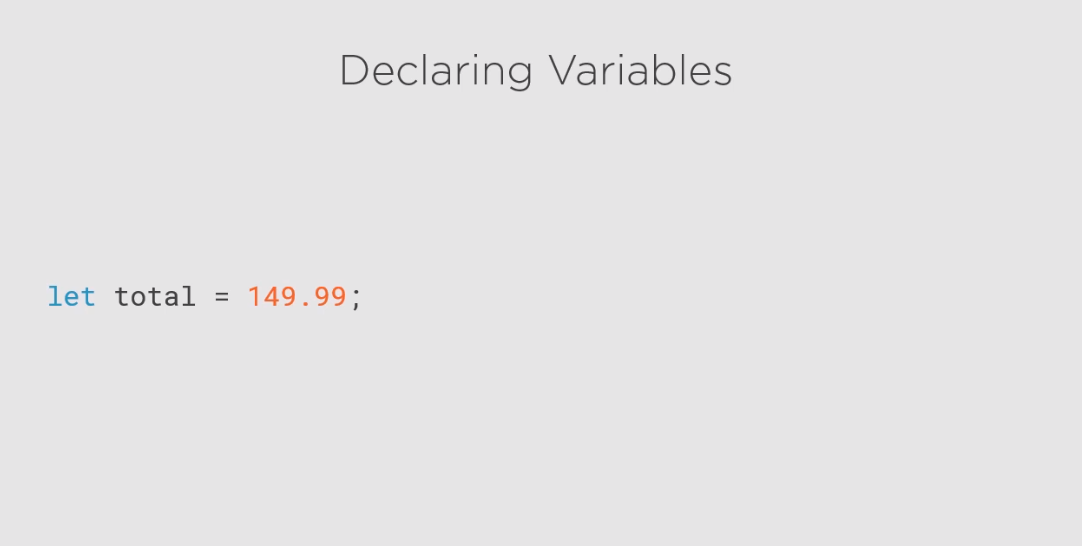 Declaring Variables
let total = 149.99;